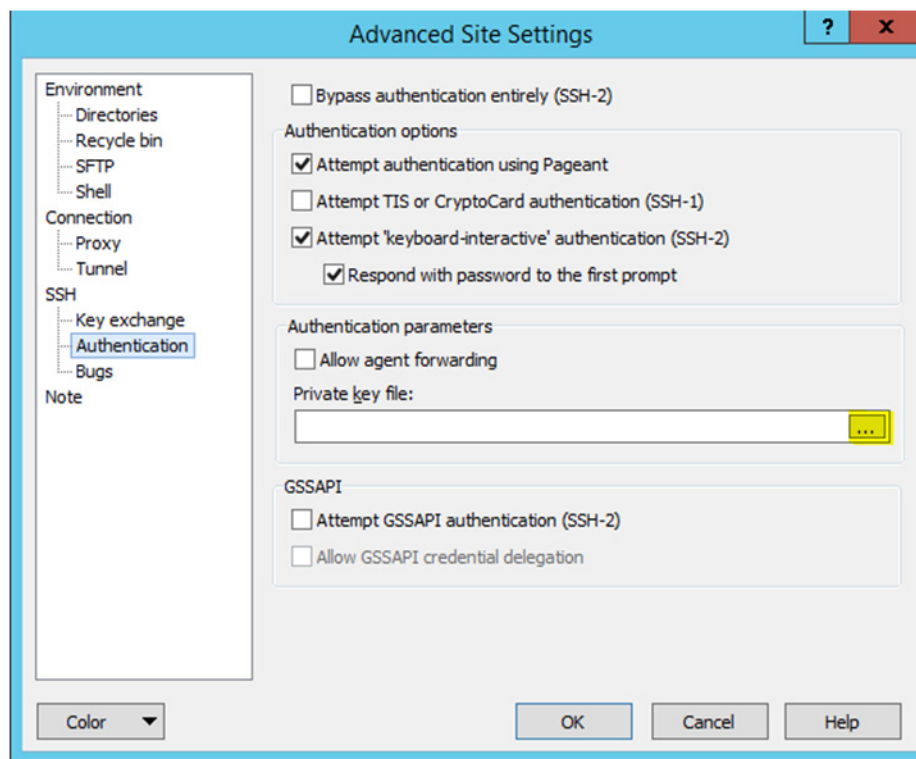 Advanced Site Settings
?
x
Environment
Directories
Recycle bin
SFTP
Shell
Connection
Proxy
Tunnel
SSH
Key exchange
Authentication
Bugs
Note
Bypass authentication entirely (SSH-2)
Authentication options
Attempt authentication using Pageant
Attempt TIS or CryptoCard authentication (SSH-1)
Attempt 'keyboard-interactive' authentication (SSH-2)
Respond with password to the first prompt
Authentication parameters
Allow agent forwarding
Private key file:
...
GSSAPI
Attempt GSSAPI authentication (SSH-2)
Allow GSSAPI credential delegation
Color
OK
Cancel
Help